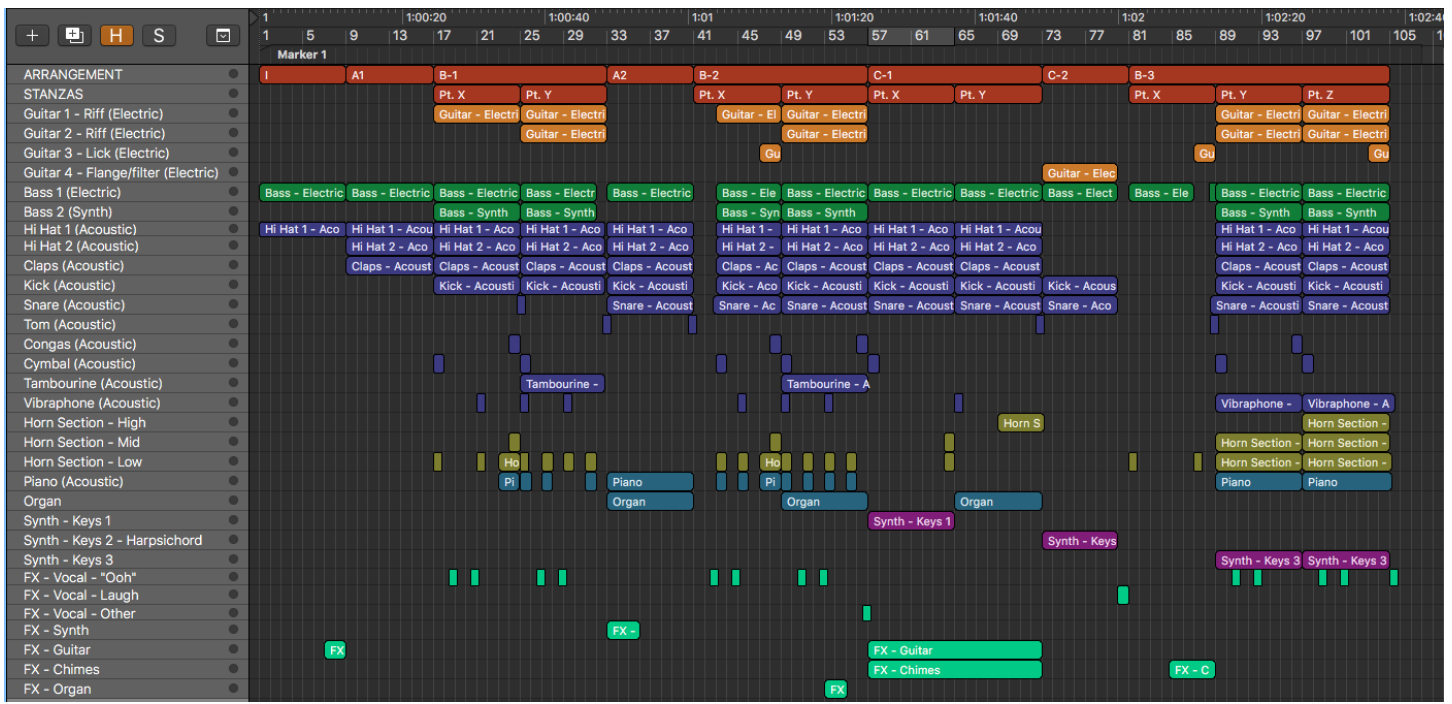 1 1:00:20 1:00:40 1:01 1:01:20 1:01:40 1:02 1:02:20 1:02:4
H S 1 5 9 13 17 21 25 29 33 37 41 45 49 53 57 61 65 69 73 77 81 85 89 93 97 101 105 1
Marker 1
ARRANGEMENT I A1 B-1 A2 B-2 C-1 C-2 B-3
STANZAS Pt. X Pt. Y Pt. X Pt. Y Pt. X Pt. Y Pt. X Pt. Y Pt. Z
Guitar 1 - Riff (Electric) Guitar - Electri Guitar - Electri Guitar - El Guitar - Electri Guitar - Electri Guitar - Electri
Guitar 2 - Riff (Electric) Guitar - Electri Guitar - Electri Guitar - Electri Guitar - Electri
Guitar 3 - Lick (Electric) Gu Gu Gu
Guitar 4 - Flange/filter (Electric) Guitar - Elec
Bass 1 (Electric) Bass - Electric Bass - Electric Bass - Electric Bass - Electr Bass - Electric Bass - Ele Bass - Electric Bass - Electric Bass - Electric Bass - Elect Bass - Ele Bass - Electric Bass - Electric
Bass 2 (Synth) Bass - Synth Bass - Synth Bass - Syn Bass - Synth Bass - Synth Bass - Synth
Hi Hat 1 (Acoustic) Hi Hat 1 - Aco Hi Hat 1 - Acou Hi Hat 1 - Aco Hi Hat 1 - Aco Hi Hat 1 - Aco Hi Hat 1 - Hi Hat 1 - Aco Hi Hat 1 - Aco Hi Hat 1 - Acou Hi Hat 1 - Aco Hi Hat 1 - Acou
Hi Hat 2 (Acoustic) Hi Hat 2 - Aco Hi Hat 2 - Aco Hi Hat 2 - Aco Hi Hat 2 - Aco Hi Hat 2 - Hi Hat 2 - Aco Hi Hat 2 - Aco Hi Hat 2 - Aco Hi Hat 2 - Aco Hi Hat 2 - Aco
Claps (Acoustic) Claps - Acoust Claps - Acoust Claps - Acoust Claps - Acoust Claps - Ac Claps - Acoust Claps - Acoust Claps - Acoust Claps - Acoust Claps - Acoust
Kick (Acoustic) Kick - Acousti Kick - Acousti Kick - Acousti Kick - Aco Kick - Acousti Kick - Acousti Kick - Acousti Kick - Acous Kick - Acousti Kick - Acousti
Snare (Acoustic) Snare - Acoust Snare - Ac Snare - Acoust Snare - Acoust Snare - Acoust Snare - Aco Snare - Acoust Snare - Acoust
Tom (Acoustic)
Congas (Acoustic)
Cymbal (Acoustic)
Tambourine (Acoustic) Tambourine - Tambourine - A
Vibraphone (Acoustic) Vibraphone - Vibraphone - A
Horn Section - High Horn S Horn Section -
Horn Section - Mid Horn Section - Horn Section -
Horn Section - Low Ho Ho Horn Section - Horn Section -
Piano (Acoustic) Pi Piano Pi Piano Piano
Organ Organ Organ Organ
Synth - Keys 1 Synth - Keys 1
Synth - Keys 2 - Harpsichord Synth - Keys
Synth - Keys 3 Synth - Keys 3 Synth - Keys 3
FX - Vocal - "Ooh"
FX - Vocal - Laugh
FX - Vocal - Other
FX - Synth FX -
FX - Guitar FX FX - Guitar
FX - Chimes FX - Chimes FX - C
FX - Organ FX